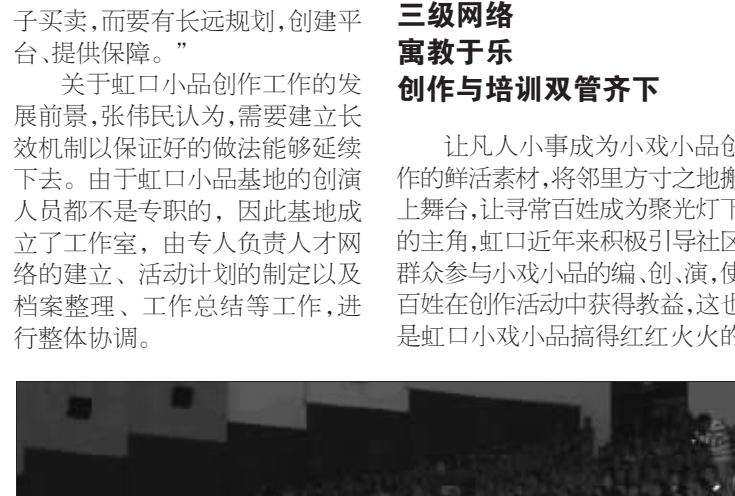 子买卖,而要有长远规划,创建平
台、提供保障。”
关于虹口小品创作工作的发
展前景,张伟民认为,需要建立长
效机制以保证好的做法能够延续
下去。由于虹口小品基地的创演
人员都不是专职的，因此基地成
立了工作室，由专人负责人才网
络的建立、活动计划的制定以及
档案整理、工作总结等工作,进
行整体协调。
三级网络
寓教于乐
创作与培训双管齐下
让凡人小事成为小戏小品创
作的鲜活素材,将邻里方寸之地搬
上舞台,让寻常百姓成为聚光灯下
的主角,虹口近年来积极引导社区
群众参与小戏小品的编、创、演,使
百姓在创作活动中获得教益,这也
是虹口小戏小品搞得红红火火的